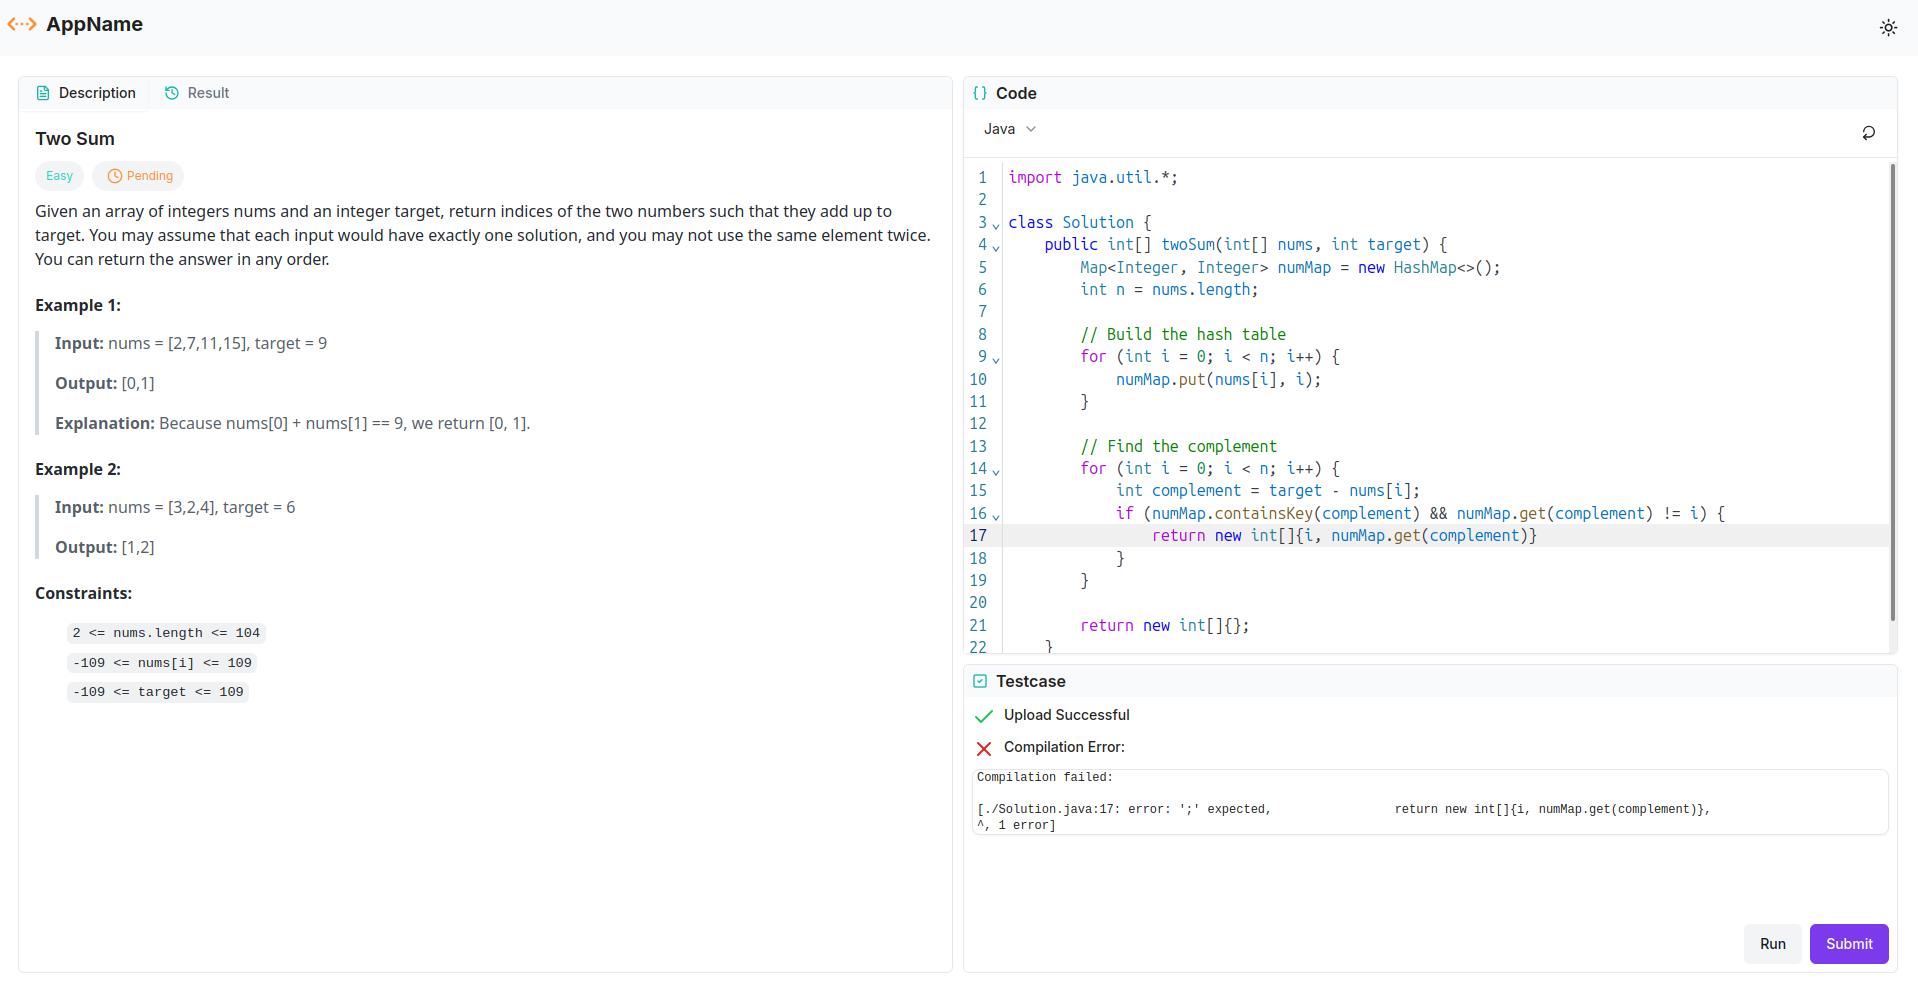 AppName
Description
Result
Two Sum
Easy
Pending
Given an array of integers nums and an integer target, return indices of the two numbers such that they add up to
target. You may assume that each input would have exactly one solution, and you may not use the same element twice.
You can return the answer in any order.
Example 1:
Input: nums = [2,7,11,15], target = 9
Output: [0,1]
Explanation: Because nums[0] + nums[1] == 9, we return [0, 1].
Example 2:
Input: nums = [3,2,4], target = 6
Output: [1,2]
Constraints:
2 <= nums.length <= 104
-109 <= nums[i] <= 109
-109 <= target <= 109
Code
Java
1 import java.util.*;
2
3 class Solution {
4     public int[] twoSum(int[] nums, int target) {
5         Map<Integer, Integer> numMap = new HashMap<>();
6         int n = nums.length;
7
8         // Build the hash table
9         for (int i = 0; i < n; i++) {
10             numMap.put(nums[i], i);
11         }
12
13         // Find the complement
14         for (int i = 0; i < n; i++) {
15             int complement = target - nums[i];
16             if (numMap.containsKey(complement) && numMap.get(complement) != i) {
17                 return new int[]{i, numMap.get(complement)}
18             }
19         }
20
21         return new int[]{};
22     }
Testcase
Upload Successful
Compilation Error:
Compilation failed:
[./Solution.java:17: error: ';' expected,                 return new int[]{i, numMap.get(complement)},
^, 1 error]
Run
Submit